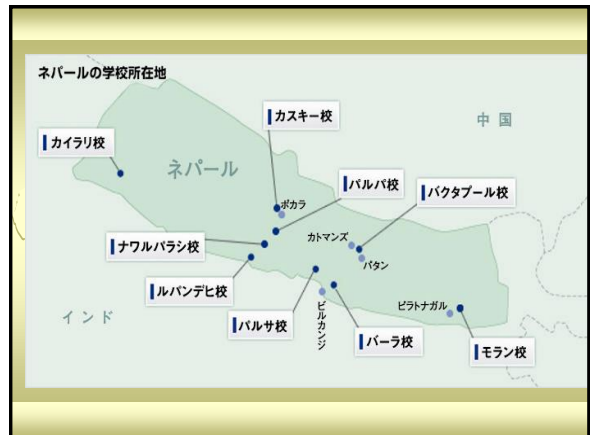 ネパールの学校所在地
カスキー校
中国
カイラリ校
ネパール
パルパ校
バクタプール校
ポカラ
カトマンズ
ナワルパラシ校
パタン
ルパンデヒ校
ビルカンジ
ビラトナガル
インド
パルサ校
バーラ校
モラン校